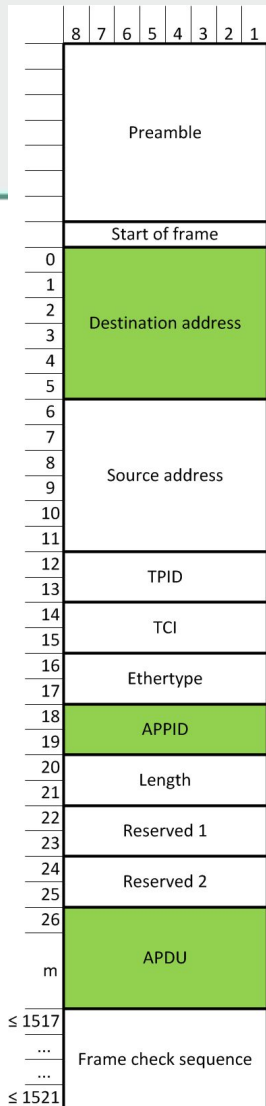 8 7 6 5 4 3 2 1
Preamble
Start of frame
0
1
2
Destination address
3
4
5
6
7
8
Source address
9
10
11
12
TPID
13
14
TCI
15
16
Ethertype
17
18
APPID
19
20
Length
21
22
Reserved 1
23
24
Reserved 2
25
26
APDU
m
≤ 1517
...
Frame check sequence
...
≤ 1521